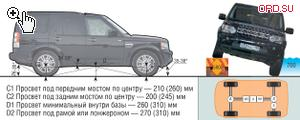 ORD.SU
C1 Просвет под передним мостом по центру — 210 (260) мм
C2 Просвет под задним мостом по центру — 200 (245) мм
D1 Просвет минимальный внутри базы — 260 (310) мм
D2 Просвет под рамой или лонжероном — 270 (310) мм